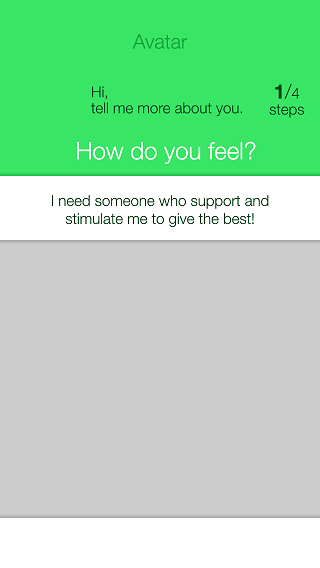 Avatar
Hi,
tell me more about you.
1/4
steps
How do you feel?
I need someone who support and
stimulate me to give the best!